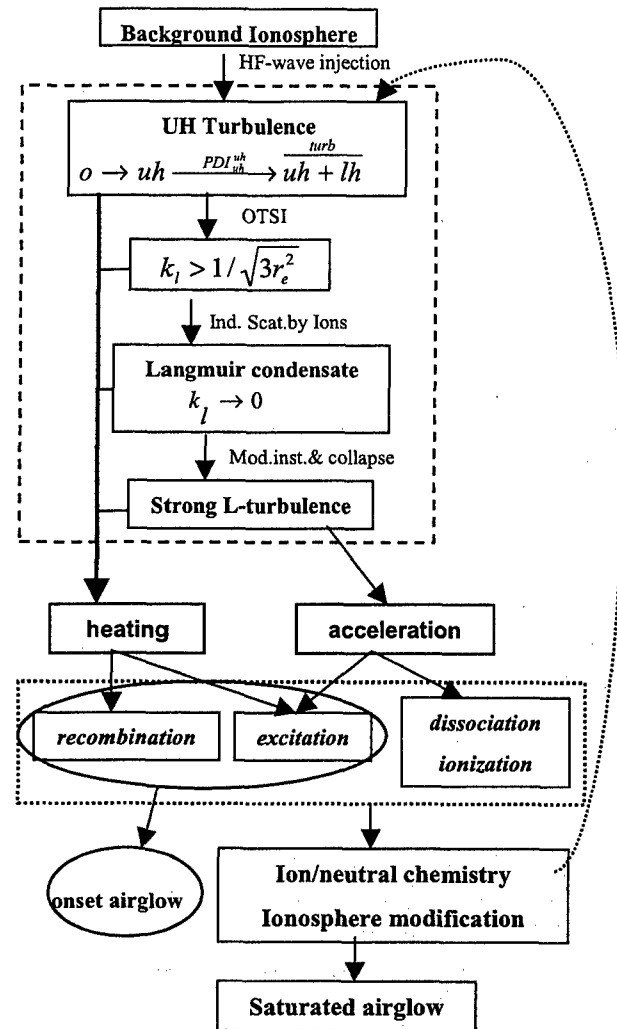 Background Ionosphere
HF-wave injection
UH Turbulence
o → uh —PDI^{uh}_{uh}→ \overline{uh + lh}^{turb}
OTSI
k_l > 1/√3r_e^2
Ind. Scat.by Ions
Langmuir condensate
k_l → 0
Mod.inst.& collapse
Strong L-turbulence
heating
acceleration
recombination
excitation
dissociation
ionization
onset airglow
Ion/neutral chemistry
Ionosphere modification
Saturated airglow